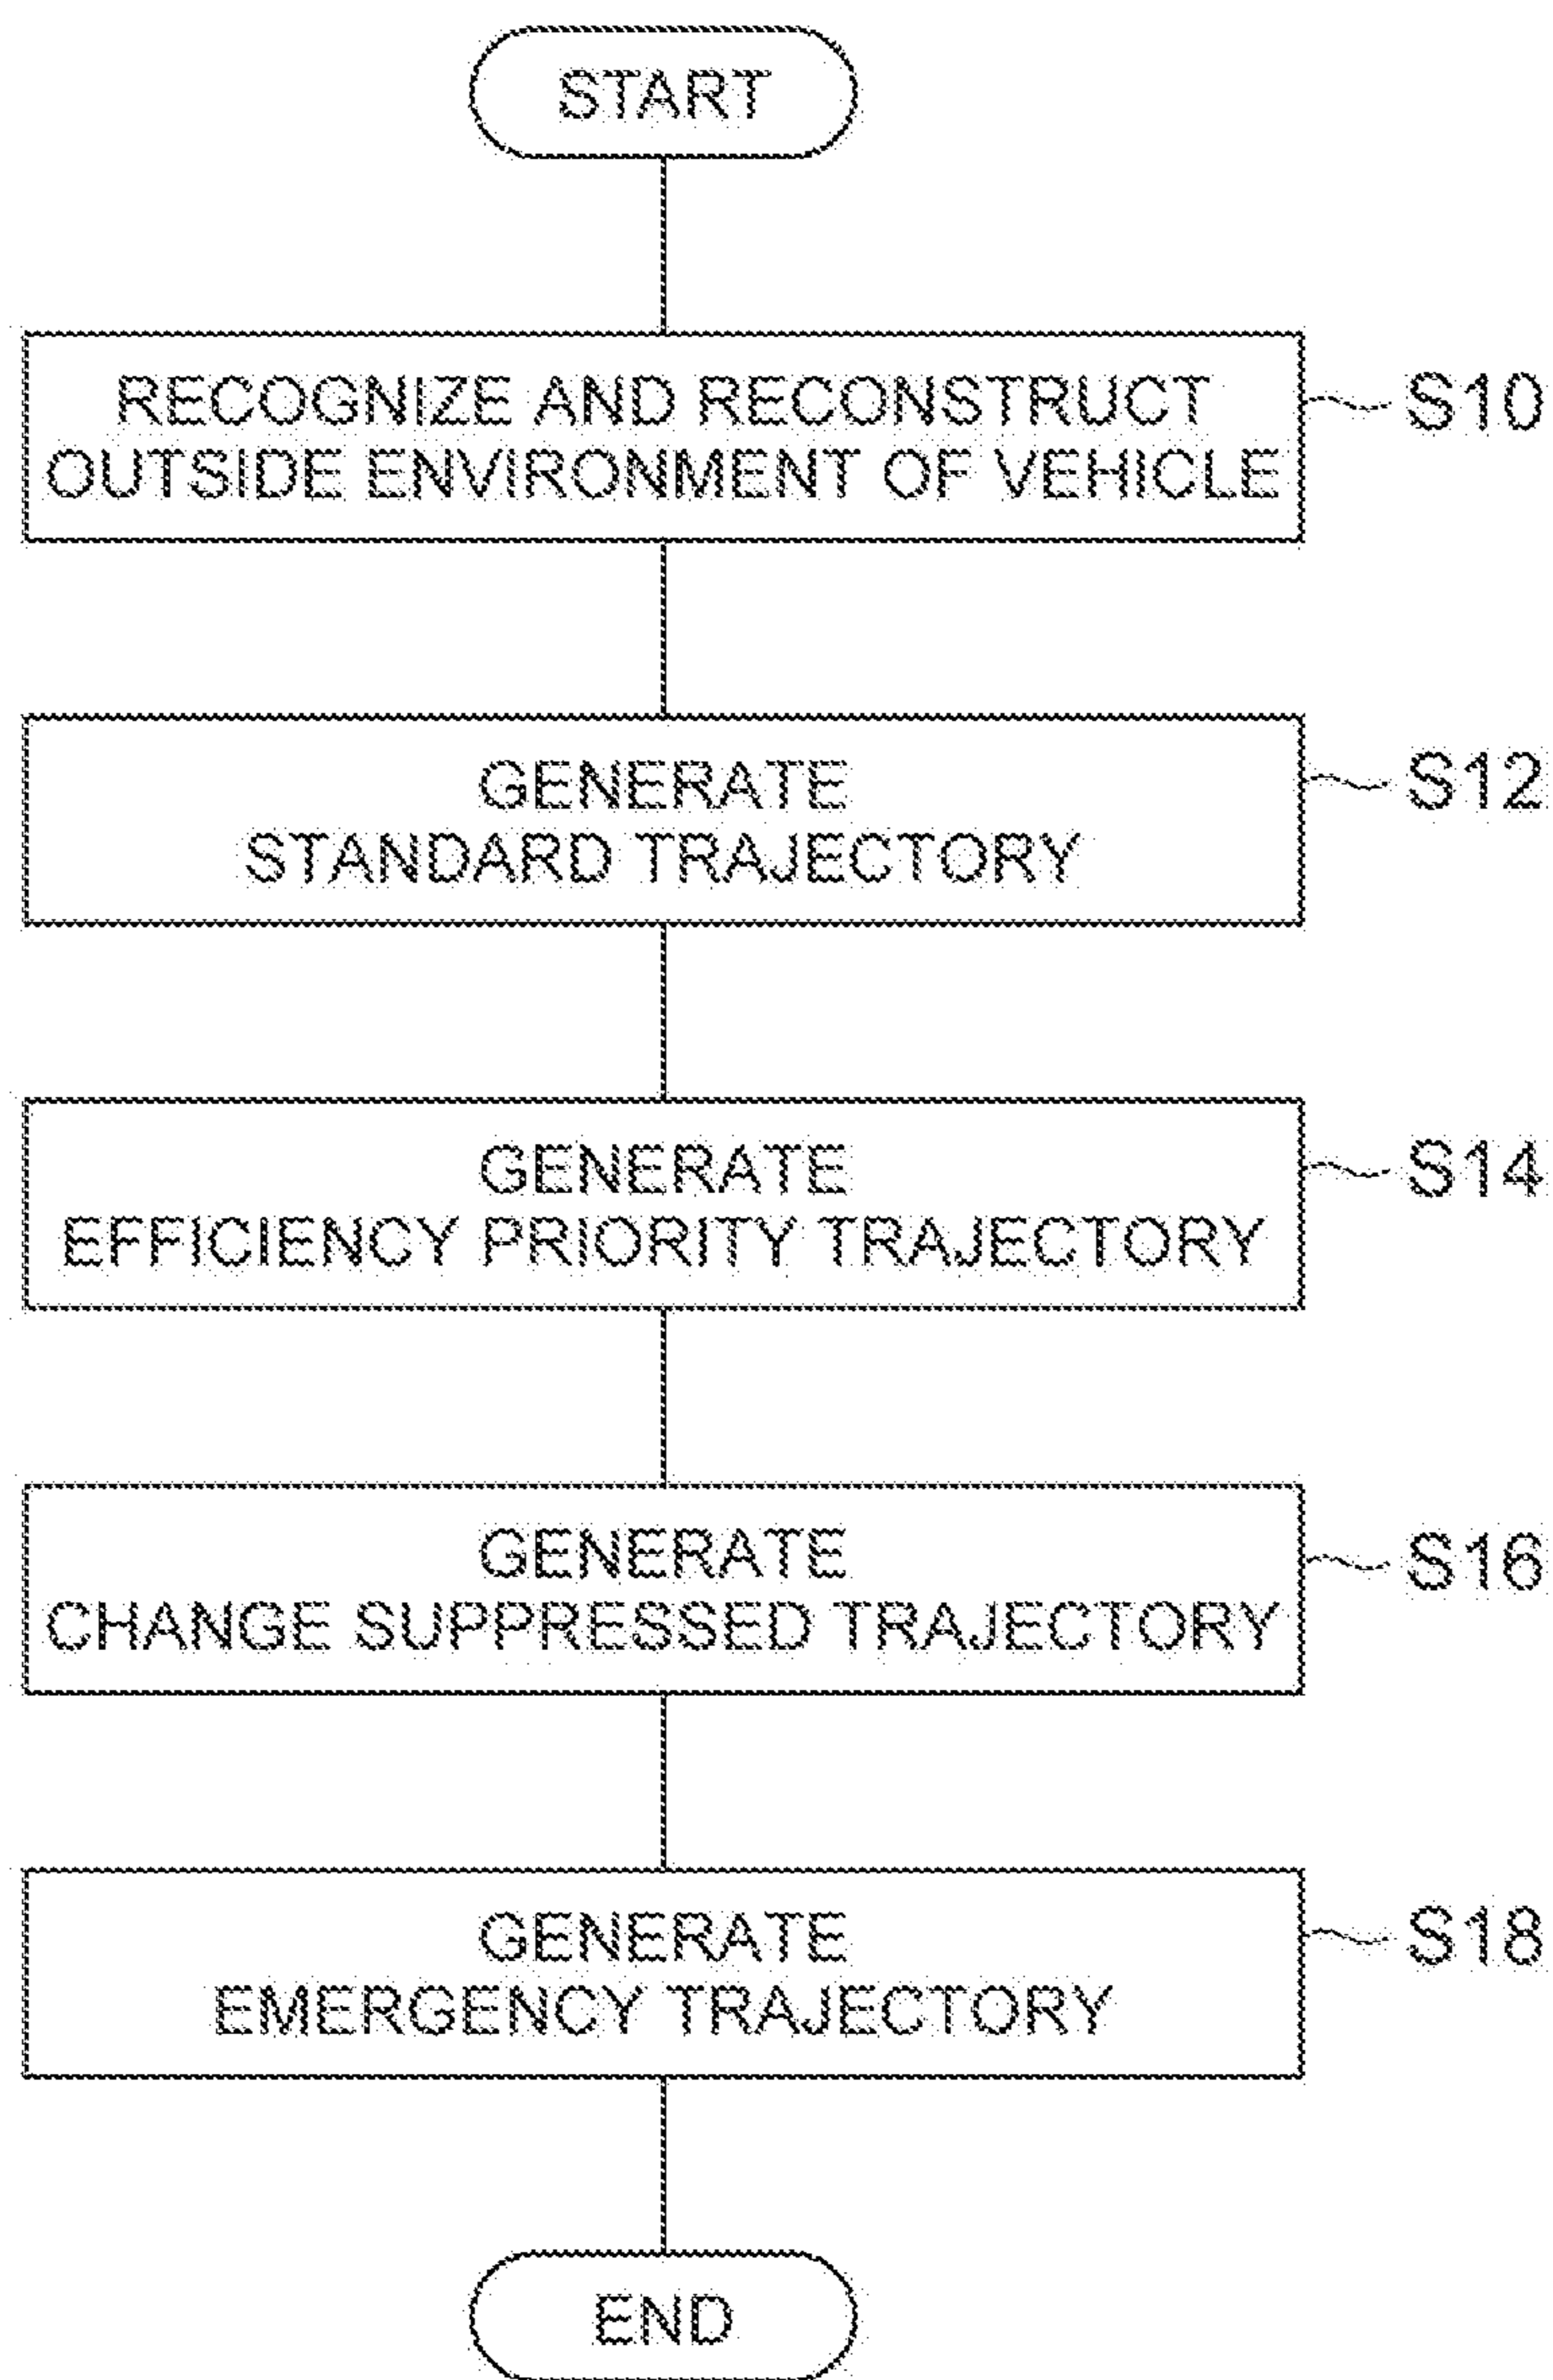 START
RECOGNIZE AND RECONSTRUCT
OUTSIDE ENVIRONMENT OF VEHICLE
S10
GENERATE
STANDARD TRAJECTORY
S12
GENERATE
EFFICIENCY PRIORITY TRAJECTORY
S14
GENERATE
CHANGE SUPPRESSED TRAJECTORY
S16
GENERATE
EMERGENCY TRAJECTORY
S18
END